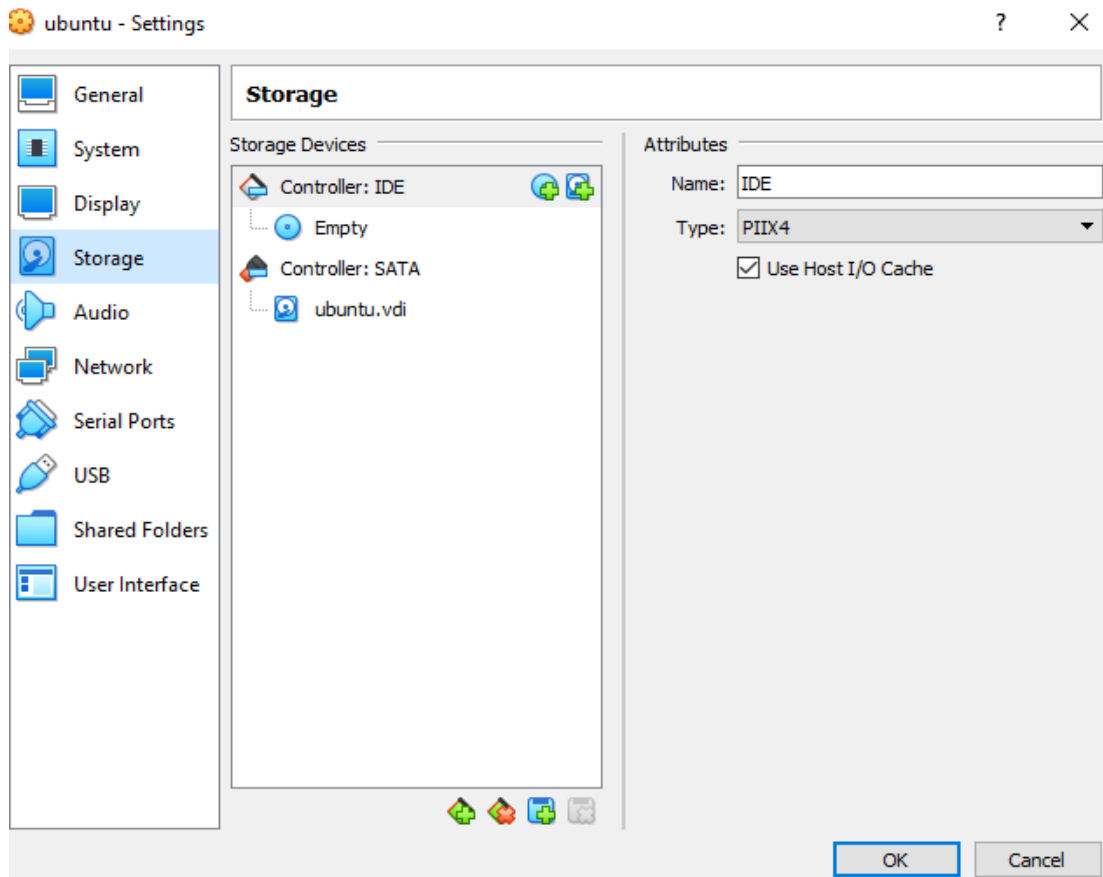 ubuntu - Settings
?
General
System
Display
Storage
Audio
Network
Serial Ports
USB
Shared Folders
User Interface
Storage
Storage Devices
Controller: IDE
Empty
Controller: SATA
ubuntu.vdi
Attributes
Name: IDE
Type: PIIX4
Use Host I/O Cache
OK
Cancel